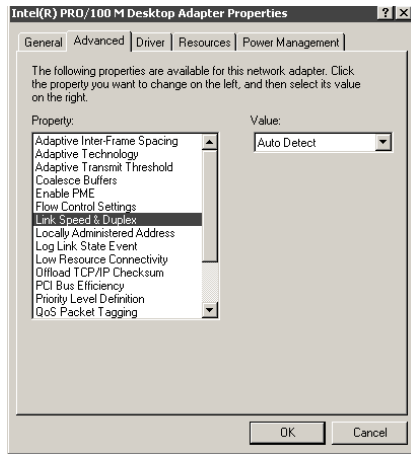 Intel(R) PRO/100 M Desktop Adapter Properties
General Advanced Driver Resources Power Management
The following properties are available for this network adapter. Click
the property you want to change on the left, and then select its value
on the right.
Property:
Value:
Adaptive Inter-Frame Spacing
Auto Detect
Adaptive Technology
Adaptive Transmit Threshold
Coalesce Buffers
Enable PME
Flow Control Settings
Link Speed & Duplex
Locally Administered Address
Log Link State Event
Low Resource Connectivity
Offload TCP/IP Checksum
PCI Bus Efficiency
Priority Level Definition
QoS Packet Tagging
OK
Cancel